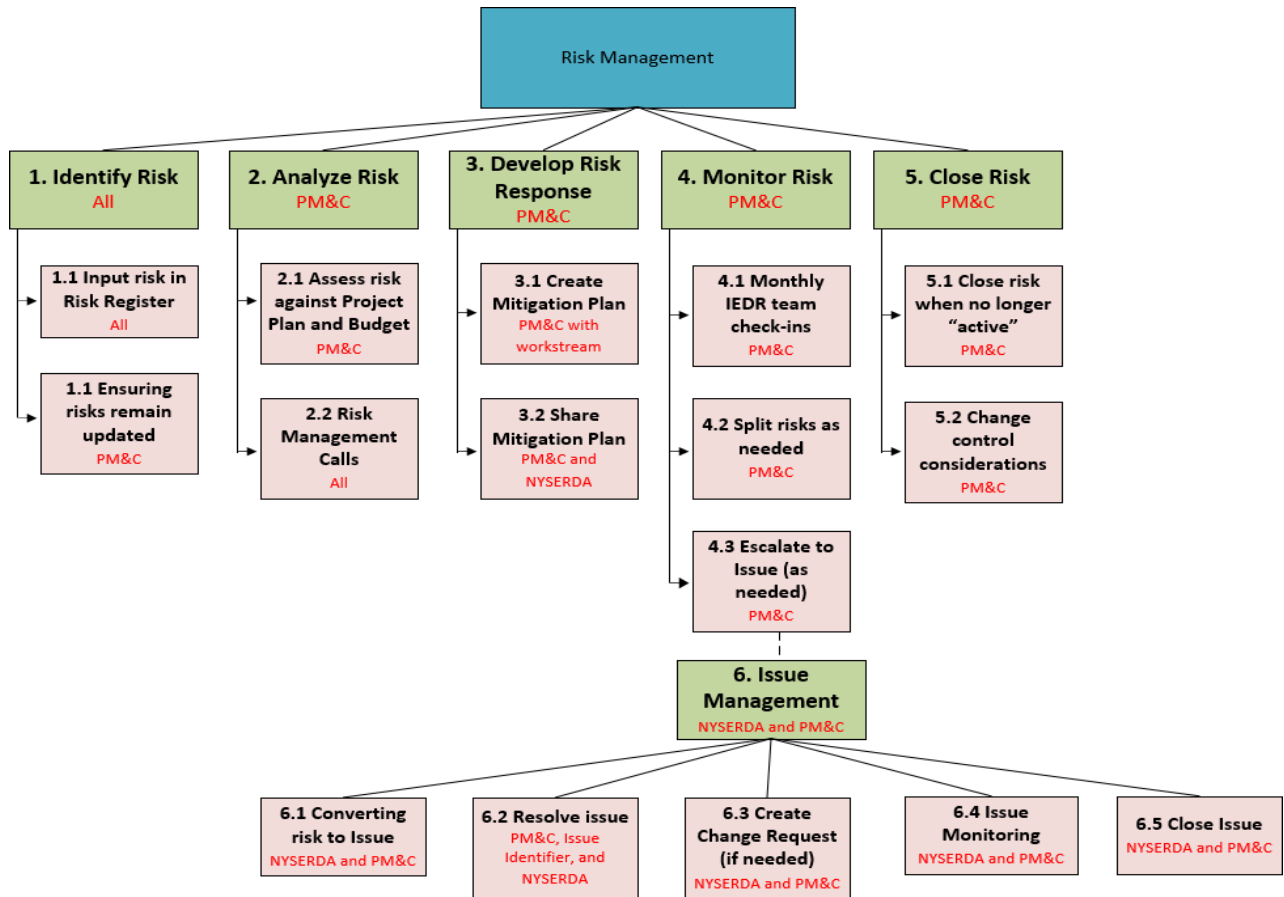 Risk Management
1. Identify Risk
All
2. Analyze Risk
PM&C
3. Develop Risk
Response
PM&C
4. Monitor Risk
PM&C
5. Close Risk
PM&C
1.1 Input risk in
Risk Register
All
2.1 Assess risk
against Project
Plan and Budget
PM&C
3.1 Create
Mitigation Plan
PM&C with
workstream
4.1 Monthly
IEDR team
check-ins
PM&C
5.1 Close risk
when no longer
“active”
PM&C
1.1 Ensuring
risks remain
updated
PM&C
2.2 Risk
Management
Calls
All
3.2 Share
Mitigation Plan
PM&C and
NYSERDA
4.2 Split risks as
needed
PM&C
5.2 Change
control
considerations
PM&C
4.3 Escalate to
Issue (as
needed)
PM&C
6. Issue
Management
NYSERDA and PM&C
6.1 Converting
risk to Issue
NYSERDA and PM&C
6.2 Resolve issue
PM&C, Issue
Identifier, and
NYSERDA
6.3 Create
Change Request
(if needed)
NYSERDA and PM&C
6.4 Issue
Monitoring
NYSERDA and PM&C
6.5 Close Issue
NYSERDA and PM&C